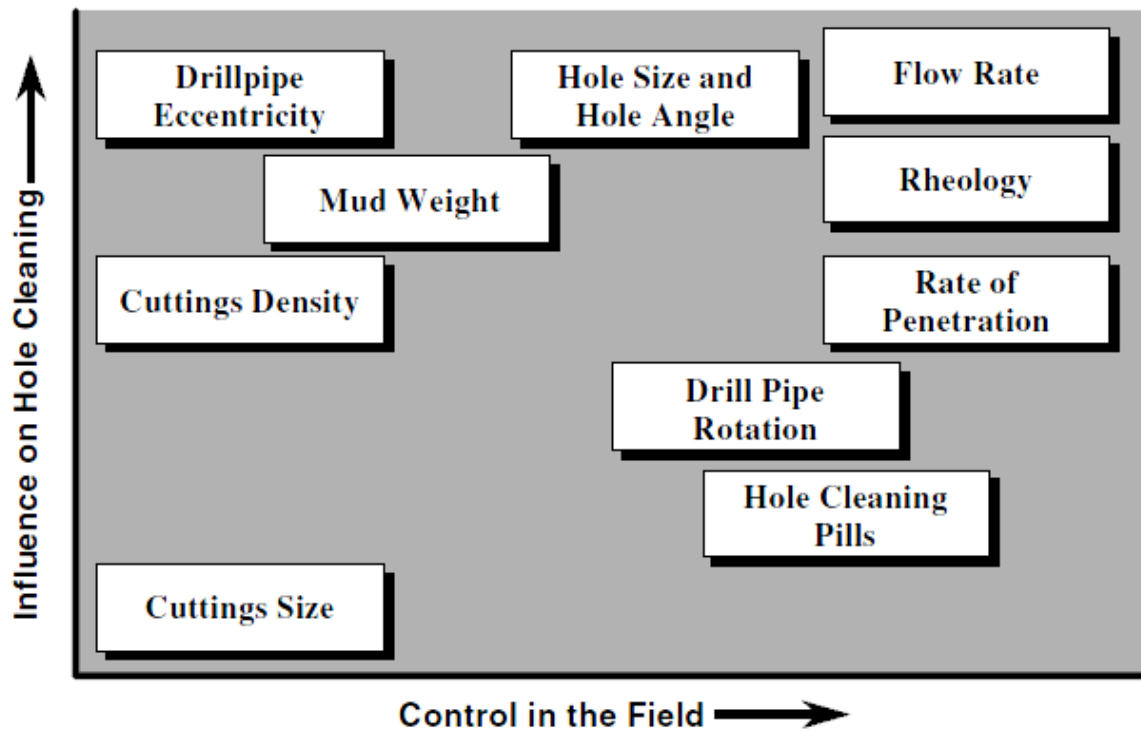 Influence on Hole Cleaning
Drillpipe
Eccentricity
Hole Size and
Hole Angle
Flow Rate
Mud Weight
Rheology
Cuttings Density
Rate of
Penetration
Drill Pipe
Rotation
Hole Cleaning
Pills
Cuttings Size
Control in the Field